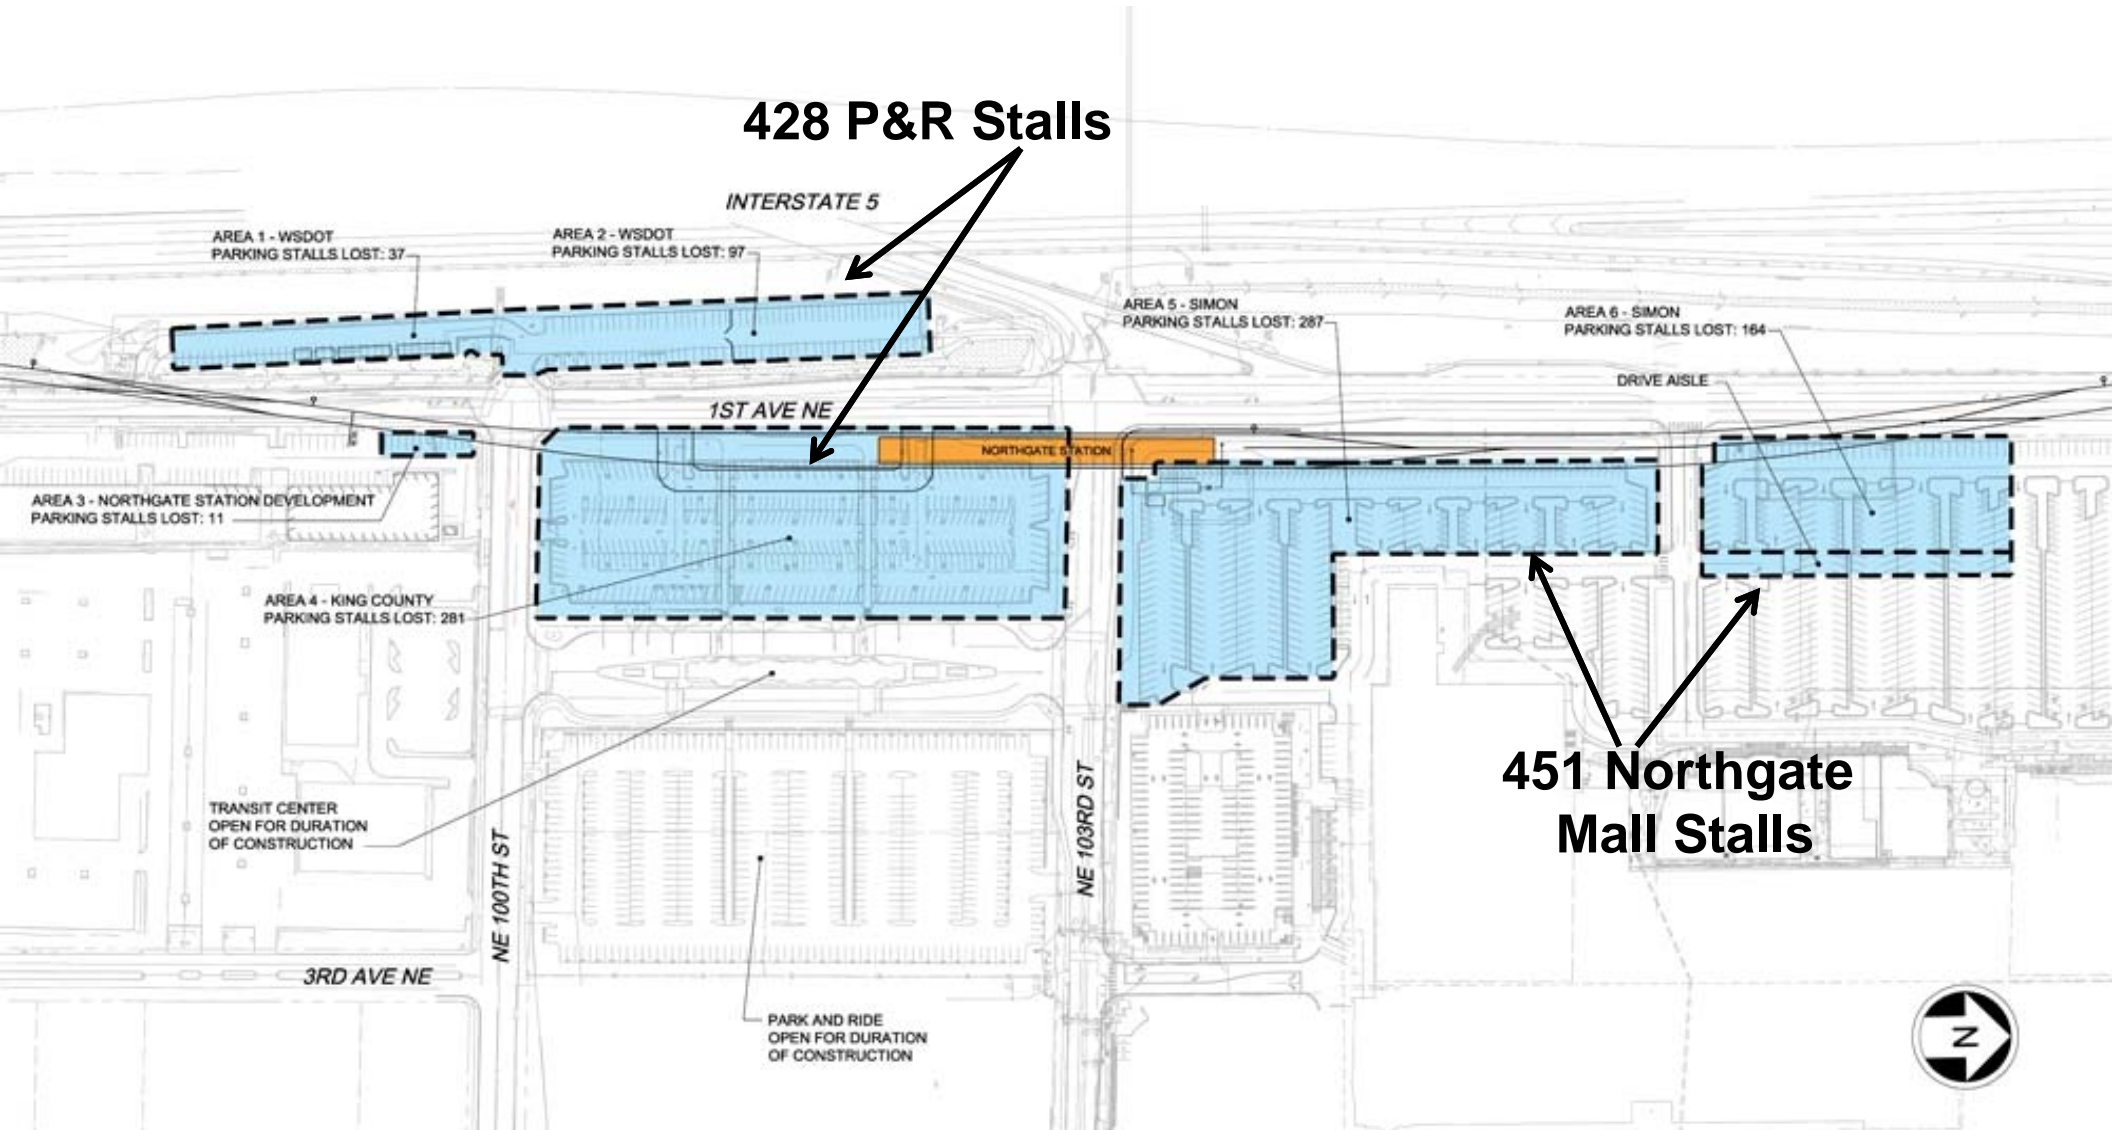 428 P&R Stalls
INTERSTATE 5
AREA 1 - WSDOT
PARKING STALLS LOST: 37
AREA 2 - WSDOT
PARKING STALLS LOST: 97
AREA 5 - SIMON
PARKING STALLS LOST: 287
AREA 6 - SIMON
PARKING STALLS LOST: 164
DRIVE AISLE
1ST AVE NE
NORTHGATE STATION
AREA 3 - NORTHGATE STATION DEVELOPMENT
PARKING STALLS LOST: 11
AREA 4 - KING COUNTY
PARKING STALLS LOST: 281
451 Northgate
Mall Stalls
TRANSIT CENTER
OPEN FOR DURATION
OF CONSTRUCTION
NE 100TH ST
NE 103RD ST
3RD AVE NE
PARK AND RIDE
OPEN FOR DURATION
OF CONSTRUCTION
N